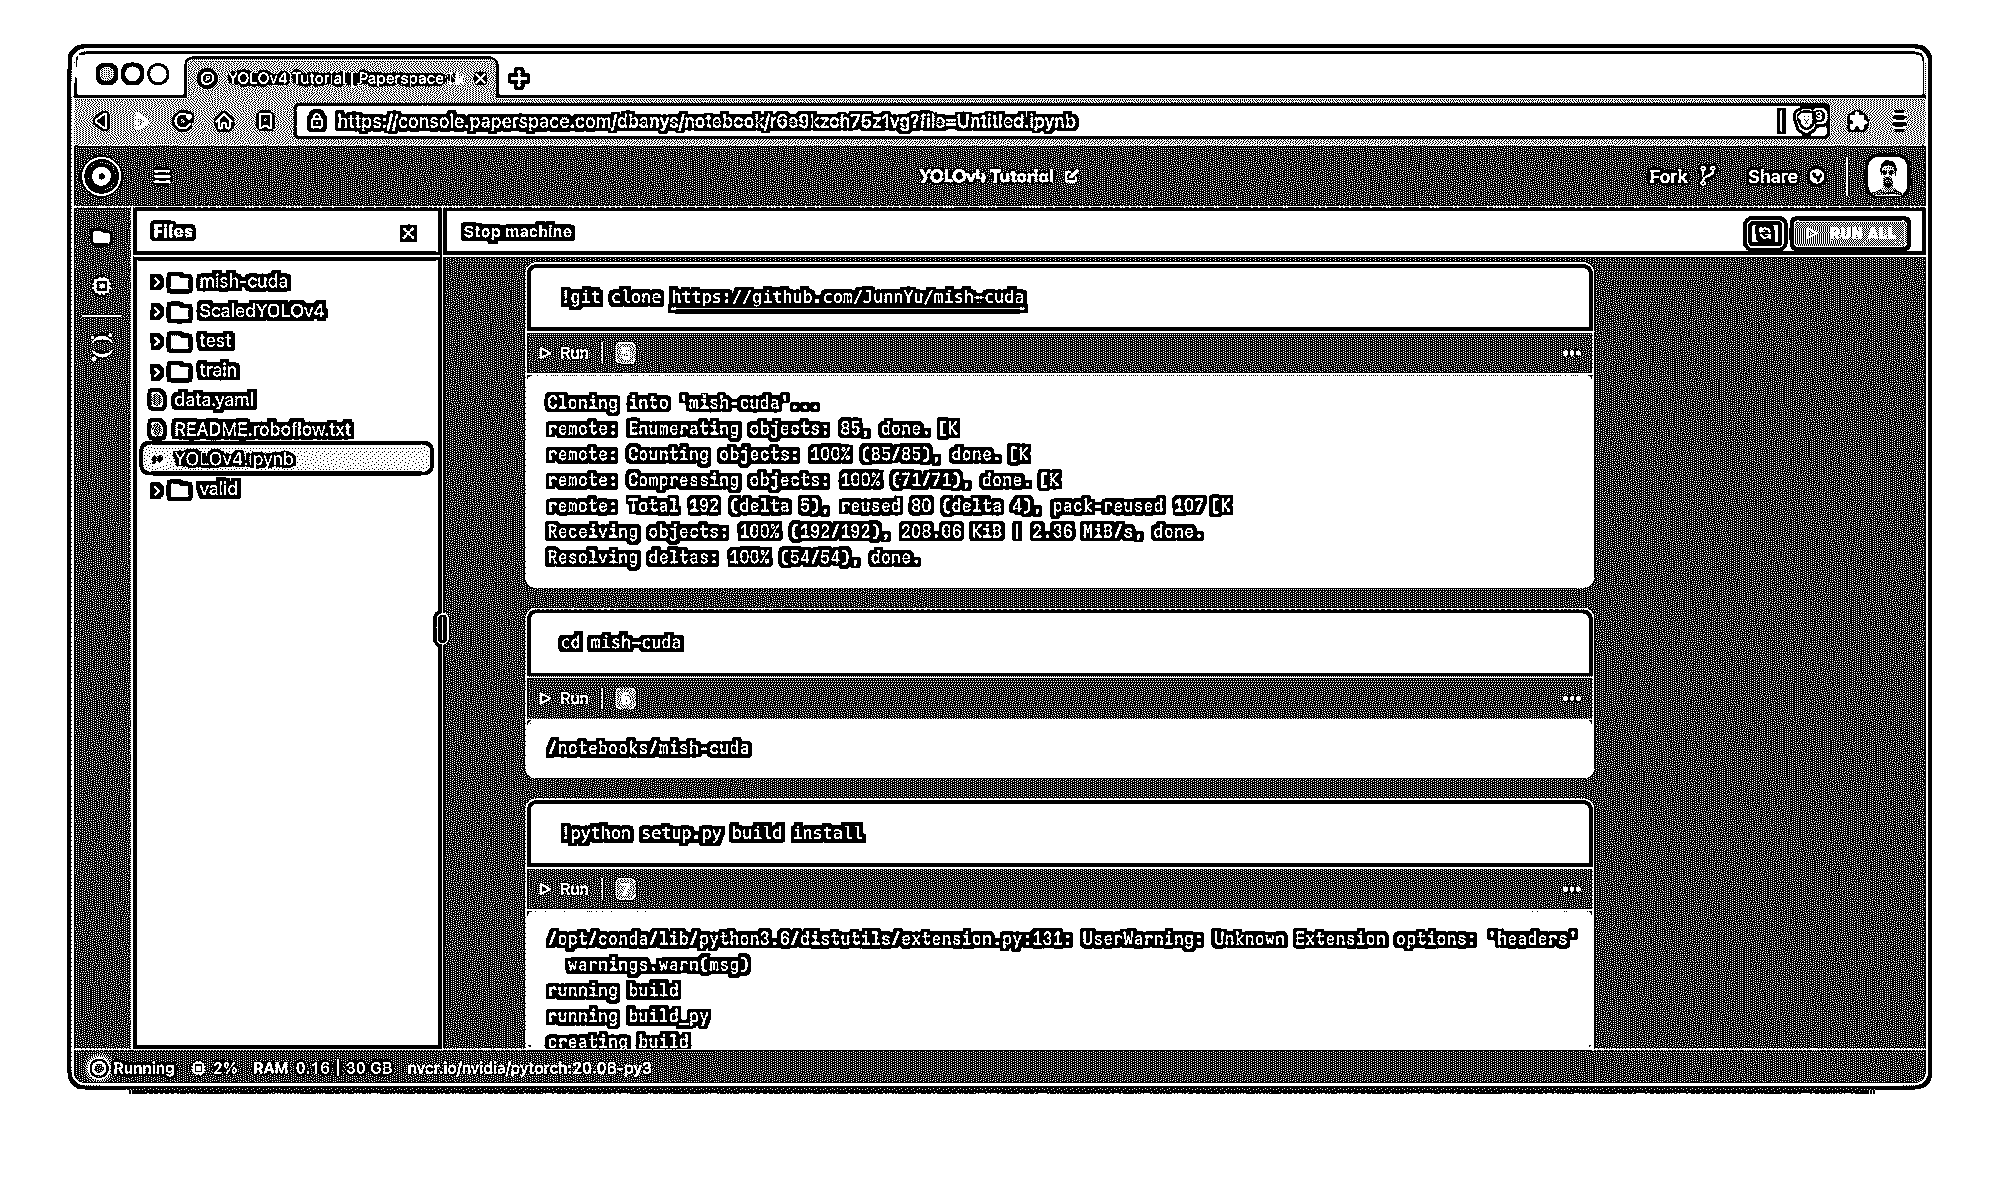 YOLOv4 Tutorial | Paperspace
https://console.paperspace.com/dbanys/notebook/r6e9kzch75z1vg?file=Untitled.ipynb
YOLOv4 Tutorial
Fork
Share
Files
Stop machine
RUN ALL
mish-cuda
ScaledYOLOv4
test
train
data.yaml
README.roboflow.txt
YOLOv4.ipynb
valid
!git clone https://github.com/JunnYu/mish-cuda
Run | 5
Cloning into 'mish-cuda'...
remote: Enumerating objects: 85, done.[K
remote: Counting objects: 100% (85/85), done.[K
remote: Compressing objects: 100% (71/71), done.[K
remote: Total 192 (delta 5), reused 80 (delta 4), pack-reused 107[K
Receiving objects: 100% (192/192), 208.06 KiB | 2.36 MiB/s, done.
Resolving deltas: 100% (54/54), done.
cd mish-cuda
Run | 6
/notebooks/mish-cuda
!python setup.py build install
Run | 7
/opt/conda/lib/python3.6/distutils/extension.py:131: UserWarning: Unknown Extension options: 'headers'
warnings.warn(msg)
running build
running build_py
creating build
Running
2%
RAM 0.16 | 30 GB
nvcr.io/nvidia/pytorch:20.06-py3